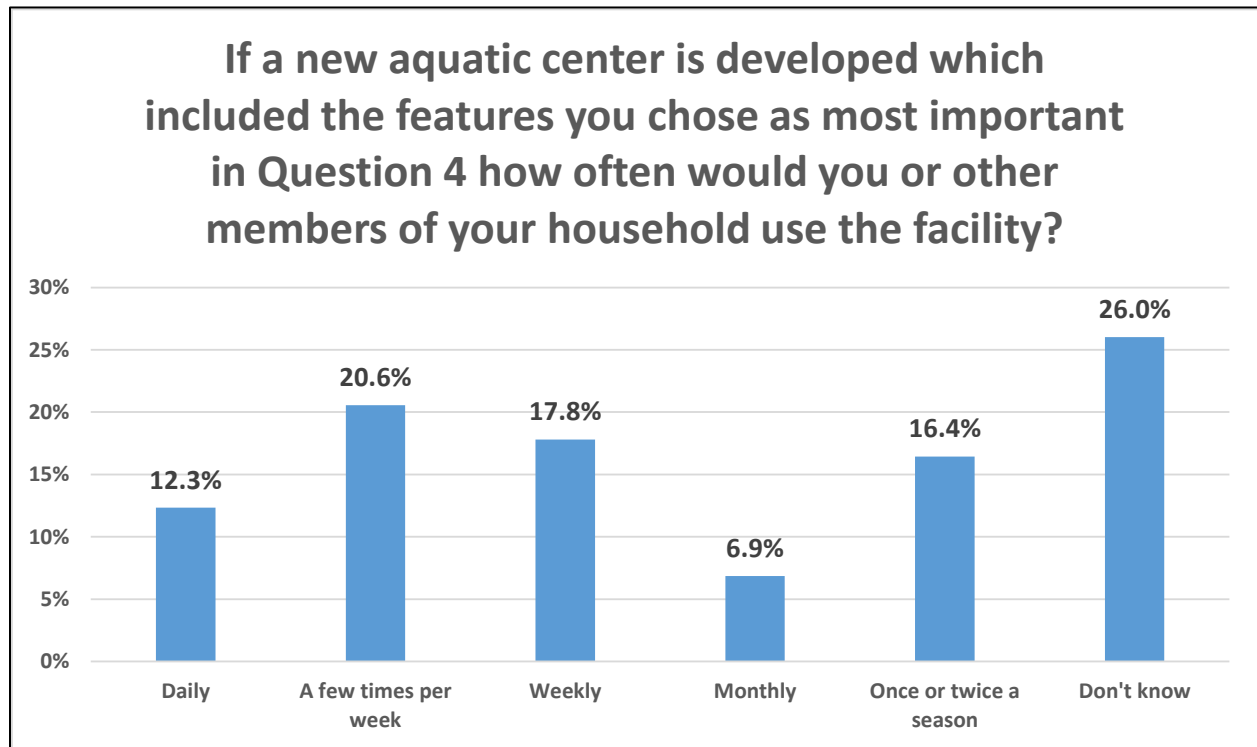 If a new aquatic center is developed which
included the features you chose as most important
in Question 4 how often would you or other
members of your household use the facility?
30%
25%
20%
15%
10%
5%
0%
12.3%
20.6%
17.8%
6.9%
16.4%
26.0%
Daily
A few times per
week
Weekly
Monthly
Once or twice a
season
Don't know